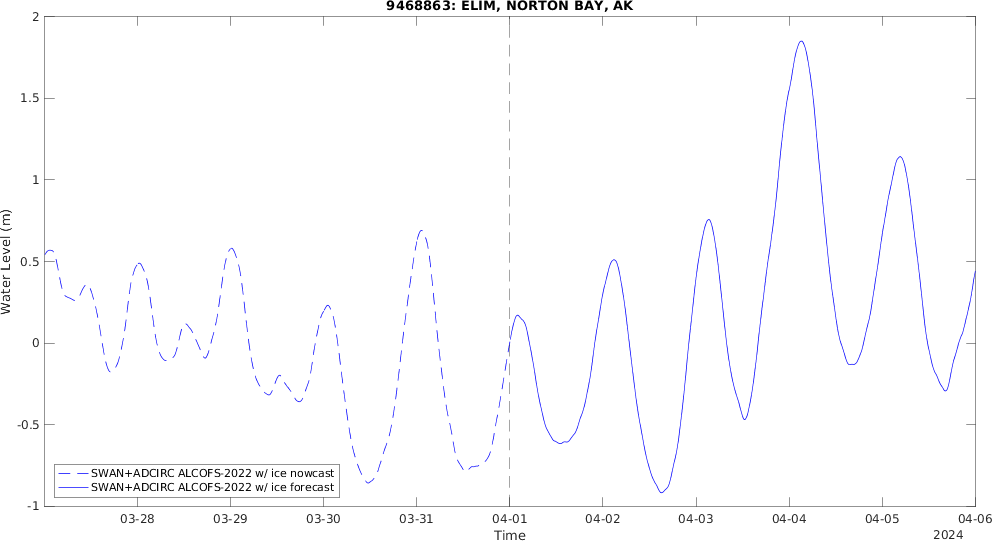 9468863: ELIM, NORTON BAY, AK
Water Level (m)
2
1.5
1
0.5
0
-0.5
-1
SWAN+ADCIRC ALCOFS-2022 w/ ice nowcast
SWAN+ADCIRC ALCOFS-2022 w/ ice forecast
03-28 03-29 03-30 03-31 04-01 04-02 04-03 04-04 04-05 04-06
Time
2024